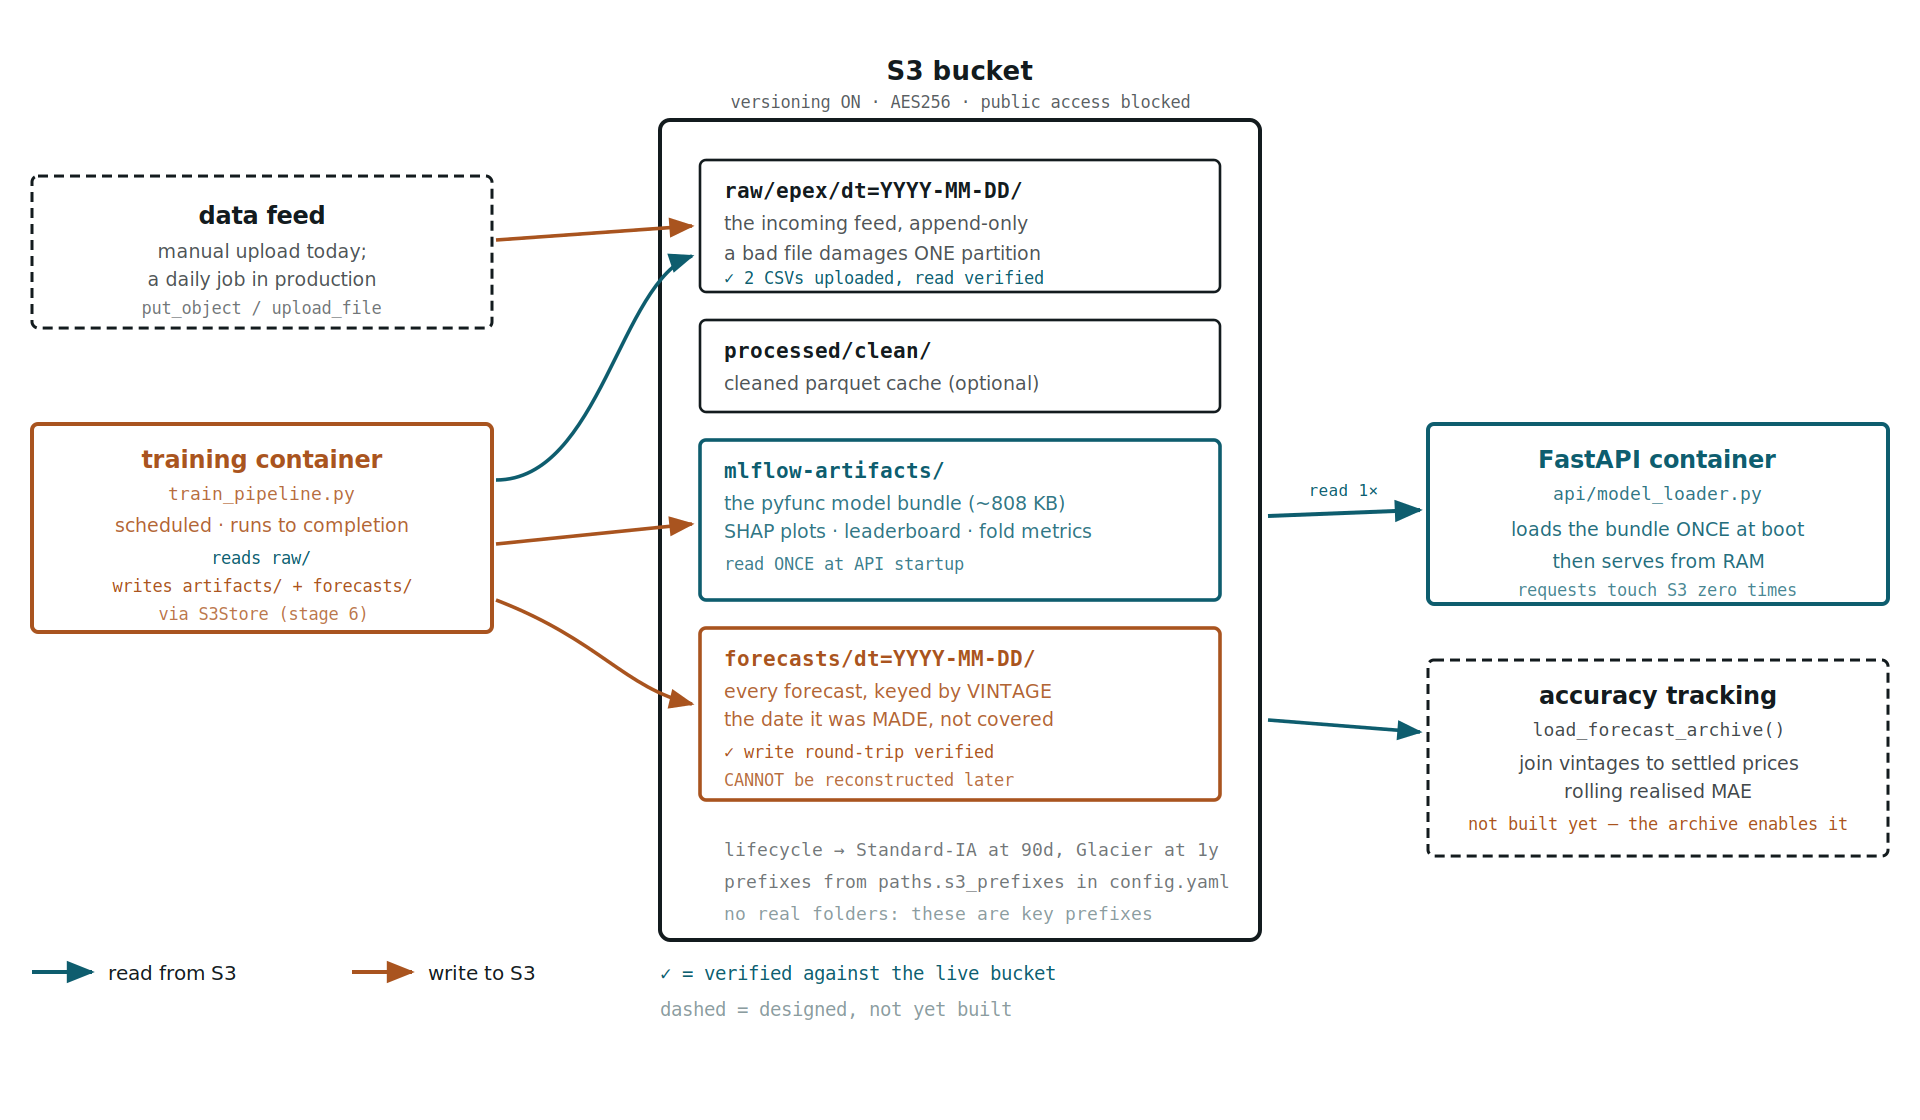 S3 bucket
versioning ON · AES256 · public access blocked
data feed
manual upload today;
a daily job in production
put_object / upload_file
training container
train_pipeline.py
scheduled · runs to completion
reads raw/
writes artifacts/ + forecasts/
via S3Store (stage 6)
raw/epex/dt=YYYY-MM-DD/
the incoming feed, append-only
a bad file damages ONE partition
✓ 2 CSVs uploaded, read verified
processed/clean/
cleaned parquet cache (optional)
mlflow-artifacts/
the pyfunc model bundle (~808 KB)
SHAP plots · leaderboard · fold metrics
read ONCE at API startup
forecasts/dt=YYYY-MM-DD/
every forecast, keyed by VINTAGE
the date it was MADE, not covered
✓ write round-trip verified
CANNOT be reconstructed later
lifecycle → Standard-IA at 90d, Glacier at 1y
prefixes from paths.s3_prefixes in config.yaml
no real folders: these are key prefixes
read 1×
FastAPI container
api/model_loader.py
loads the bundle ONCE at boot
then serves from RAM
requests touch S3 zero times
accuracy tracking
load_forecast_archive()
join vintages to settled prices
rolling realised MAE
not built yet — the archive enables it
read from S3
write to S3
✓ = verified against the live bucket
dashed = designed, not yet built